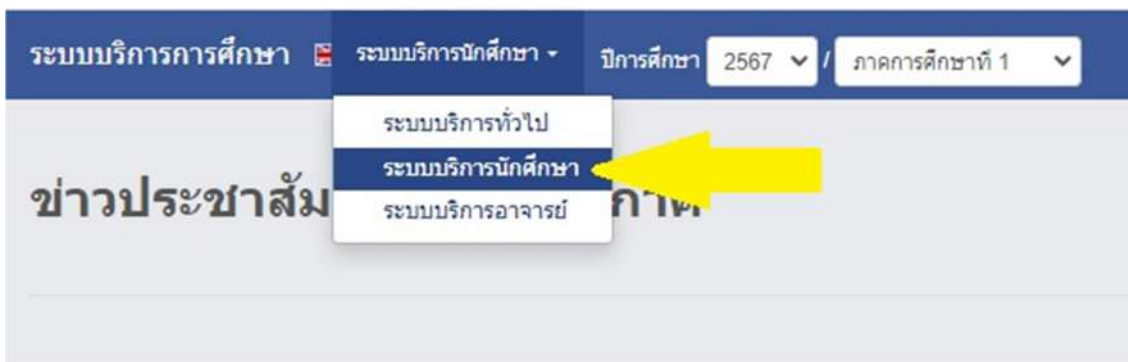 ระบบบริการการศึกษา ระบบบริการนักศึกษา ปีการศึกษา 2567 / ภาคการศึกษาที่ 1
ระบบบริการทั่วไป
ระบบบริการนักศึกษา
ระบบบริการอาจารย์
ข่าวประชาสัม